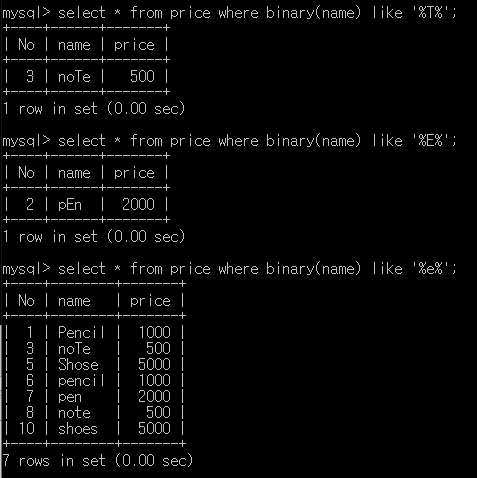 mysql> select * from price where binary(name) like '%T%';
+----+------+-------+
| No | name | price |
+----+------+-------+
|  3 | noTe |   500 |
+----+------+-------+
1 row in set (0.00 sec)

mysql> select * from price where binary(name) like '%E%';
+----+------+-------+
| No | name | price |
+----+------+-------+
|  2 | pEn  |  2000 |
+----+------+-------+
1 row in set (0.00 sec)

mysql> select * from price where binary(name) like '%e%';
+----+--------+-------+
| No | name   | price |
+----+--------+-------+
|  1 | Pencil |  1000 |
|  3 | noTe   |   500 |
|  5 | Shose  |  5000 |
|  6 | pencil |  1000 |
|  7 | pen    |  2000 |
|  8 | note   |   500 |
| 10 | shoes  |  5000 |
+----+--------+-------+
7 rows in set (0.00 sec)